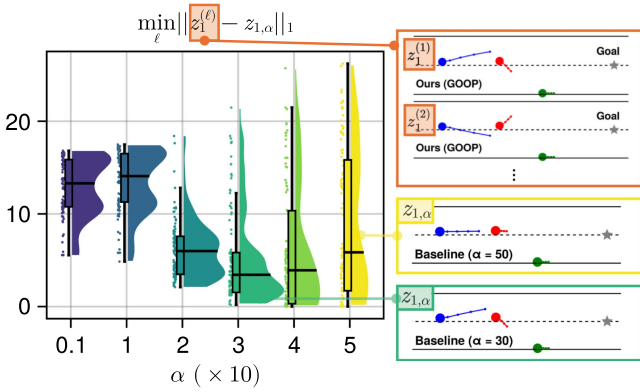 min_ℓ ||z_1^{(ℓ)} − z_{1,α}||_1
20
10
0
0.1 1 2 3 4 5
α ( × 10)
z_1^{(1)}
Goal
Ours (GOOP)
z_1^{(2)}
Goal
Ours (GOOP)
⋮
z_{1,α}
Baseline (α = 50)
z_{1,α}
Baseline (α = 30)